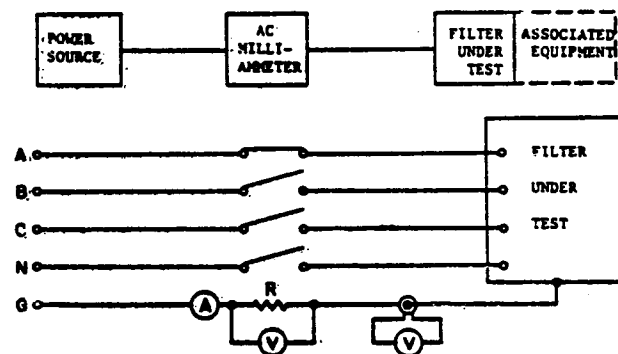 POWER
SOURCE
AC
MILLI-
AMMETER
FILTER
UNDER
TEST
ASSOCIATED
EQUIPMENT
A
FILTER
B
UNDER
C
TEST
N
G
A
R
V
V